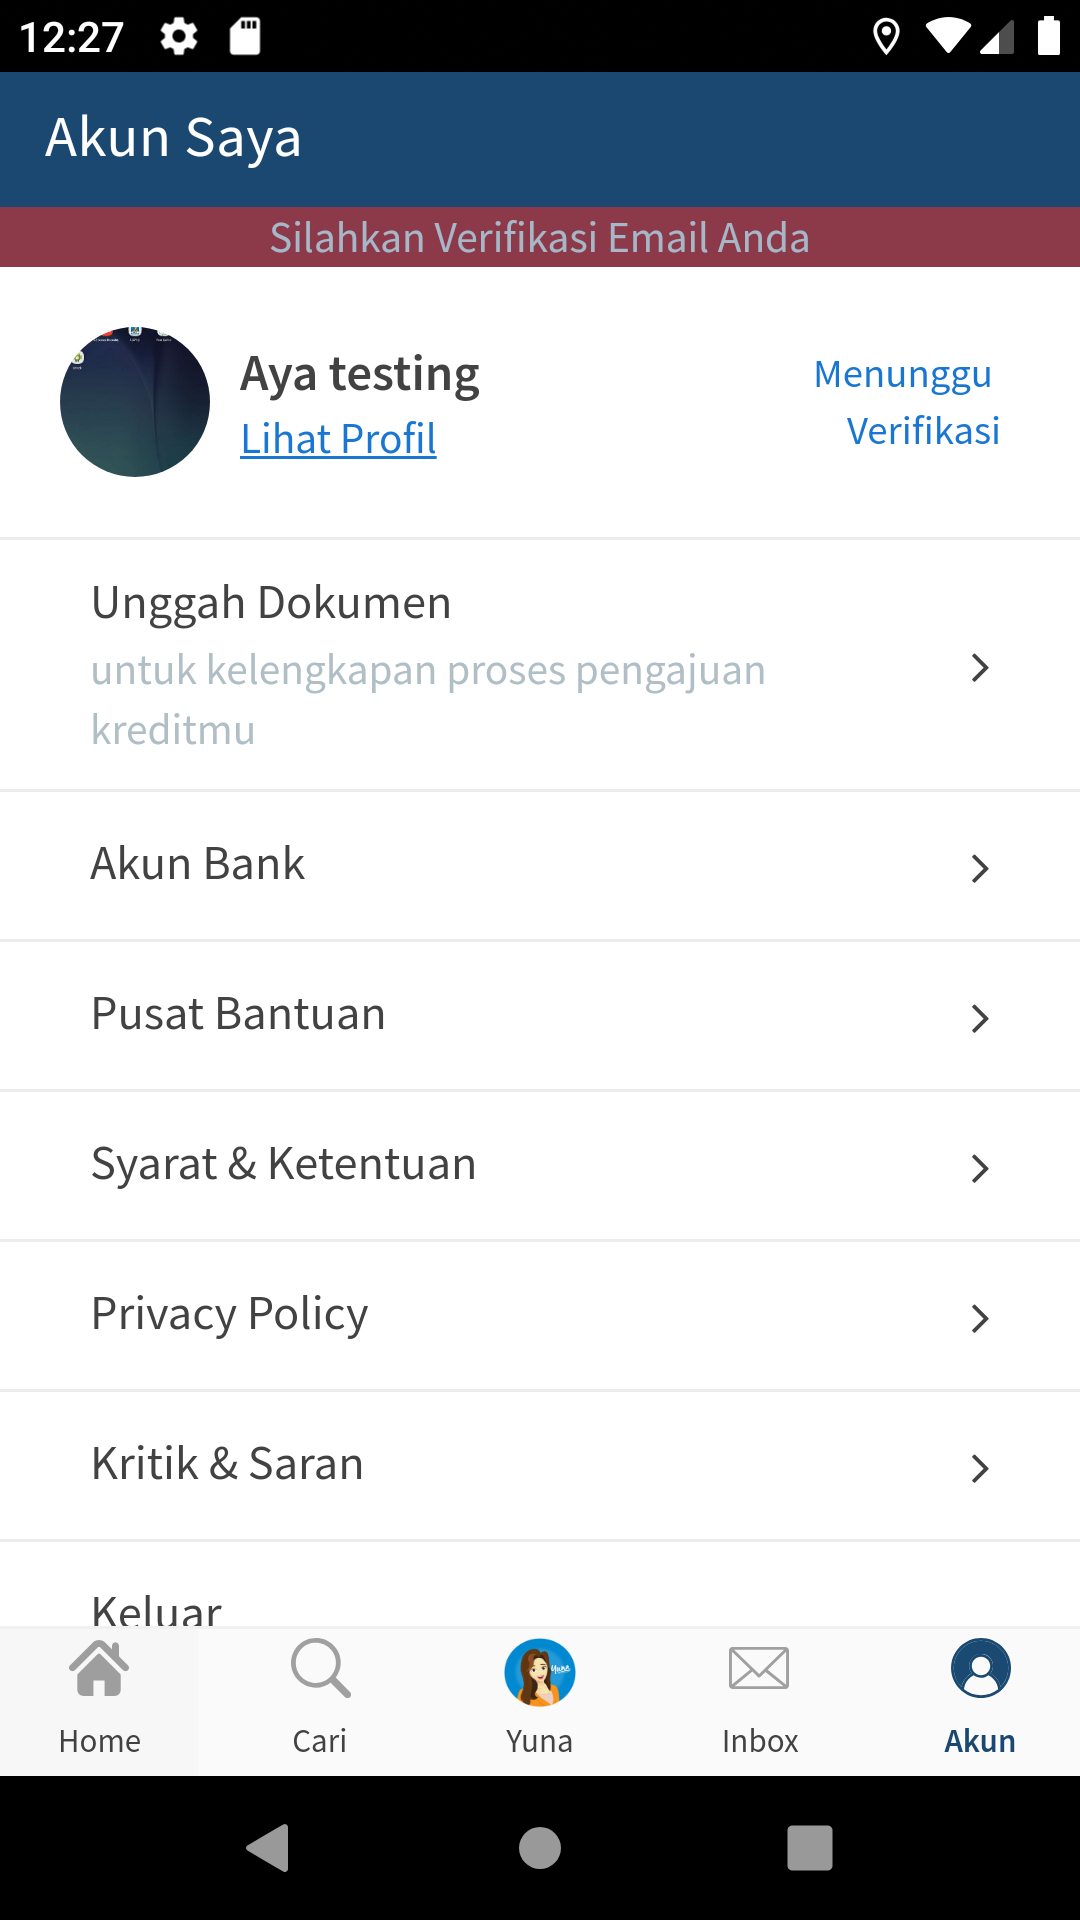 12:27
Akun Saya
Silahkan Verifikasi Email Anda
Aya testing
Lihat Profil
Menunggu
Verifikasi
Unggah Dokumen
untuk kelengkapan proses pengajuan
kreditmu
Akun Bank
Pusat Bantuan
Syarat & Ketentuan
Privacy Policy
Kritik & Saran
Keluar
Home
Cari
Yuna
Inbox
Akun